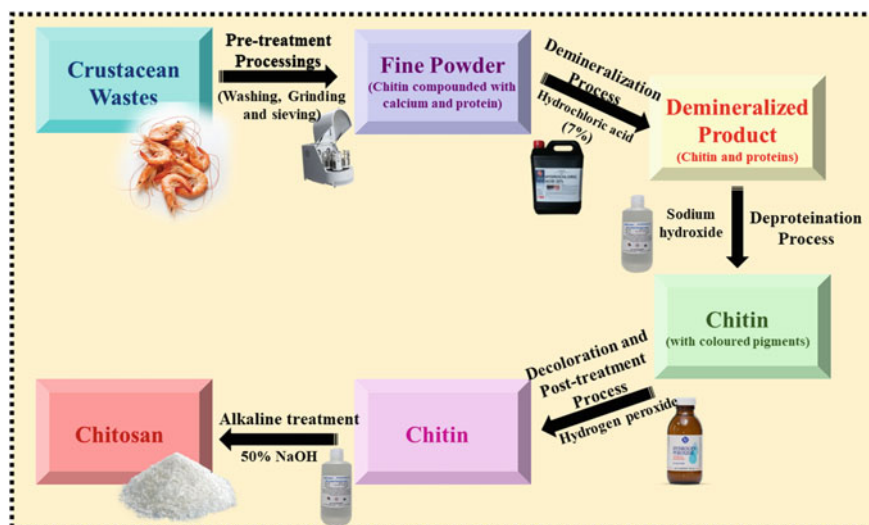 Crustacean
Wastes
Pre-treatment
Processings
(Washing, Grinding
and sieving)
Fine Powder
(Chitin compounded with
calcium and protein)
Demineralization
Process
Hydrochloric acid
(7%)
Demineralized
Product
(Chitin and proteins)
Sodium
hydroxide
Deproteination
Process
Chitin
(with coloured pigments)
Decoloration and
Post-treatment
Process
Hydrogen peroxide
Chitin
Alkaline treatment
50% NaOH
Chitosan